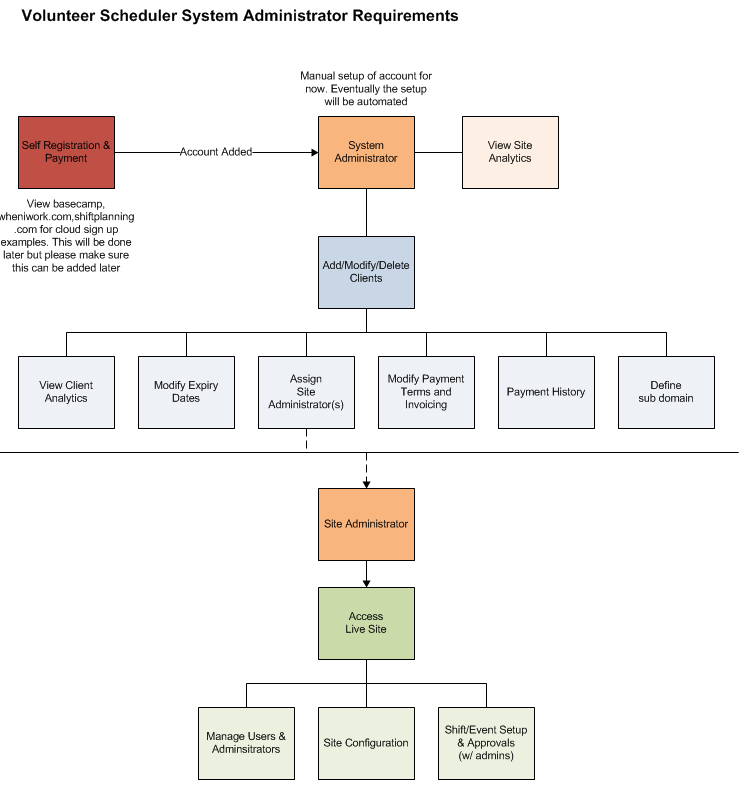 Volunteer Scheduler System Administrator Requirements
Manual setup of account for
now. Eventually the setup
will be automated
Self Registration &
Payment
Account Added
System
Administrator
View Site
Analytics
View basecamp,
wheniwork.com,shiftplanning
.com for cloud sign up
examples. This will be done
later but please make sure
this can be added later
Add/Modify/Delete
Clients
View Client
Analytics
Modify Expiry
Dates
Assign
Site
Administrator(s)
Modify Payment
Terms and
Invoicing
Payment History
Define
sub domain
Site Administrator
Access
Live Site
Manage Users &
Adminsitrators
Site Configuration
Shift/Event Setup
& Approvals
(w/ admins)